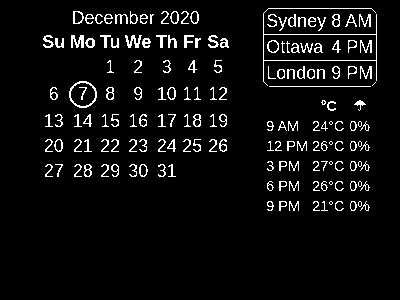 December 2020
Su Mo Tu We Th Fr Sa
1 2 3 4 5
6 7 8 9 10 11 12
13 14 15 16 17 18 19
20 21 22 23 24 25 26
27 28 29 30 31
Sydney 8 AM
Ottawa 4 PM
London 9 PM
°C ☂
9 AM 24°C 0%
12 PM 26°C 0%
3 PM 27°C 0%
6 PM 26°C 0%
9 PM 21°C 0%